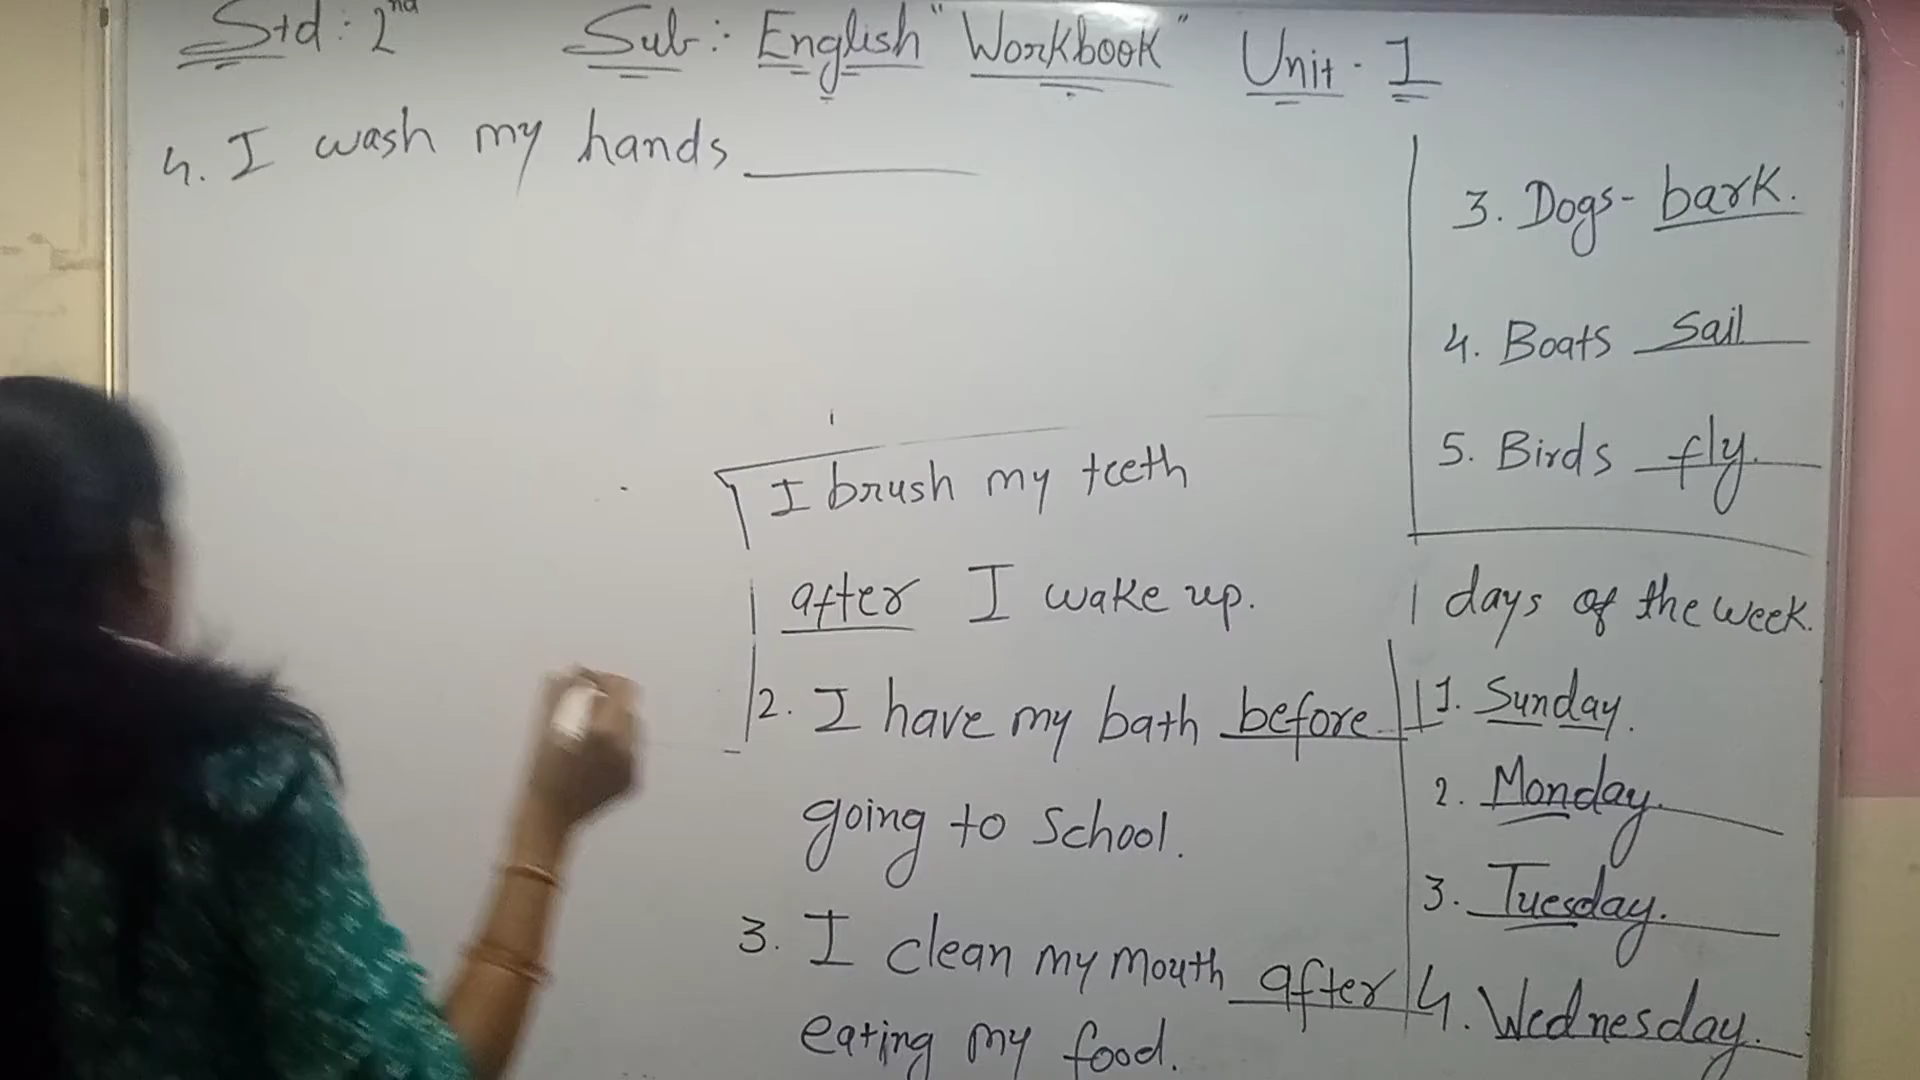 Std : 2nd Sub :- English "Workbook" Unit - 1
4. I wash my hands ______
I brush my teeth
after I wake up.
2. I have my bath before
going to School.
3. I clean my mouth after
eating my food.
3. Dogs - bark.
4. Boats sail
5. Birds fly.
days of the week.
1. Sunday.
2. Monday.
3. Tuesday.
4. Wednesday.